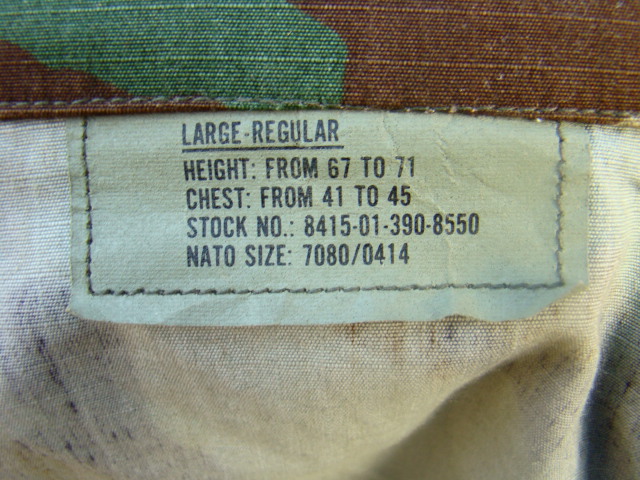 LARGE-REGULAR
HEIGHT: FROM 67 TO 71
CHEST: FROM 41 TO 45
STOCK NO.: 8415-01-390-8550
NATO SIZE: 7080/0414